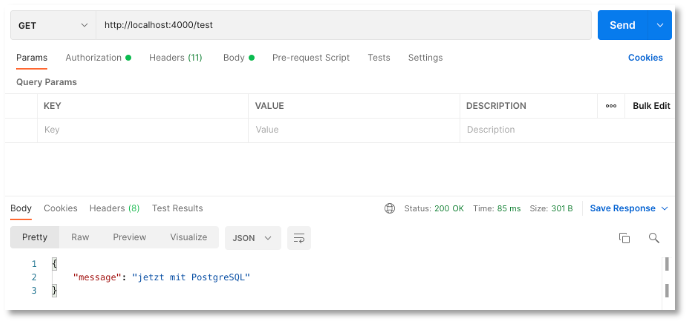 GET http://localhost:4000/test Send
Params Authorization Headers (11) Body Pre-request Script Tests Settings Cookies
Query Params
KEY VALUE DESCRIPTION Bulk Edit
Key Value Description
Body Cookies Headers (8) Test Results Status: 200 OK Time: 85 ms Size: 301 B Save Response
Pretty Raw Preview Visualize JSON
1 {
2 "message": "jetzt mit PostgreSQL"
3 }